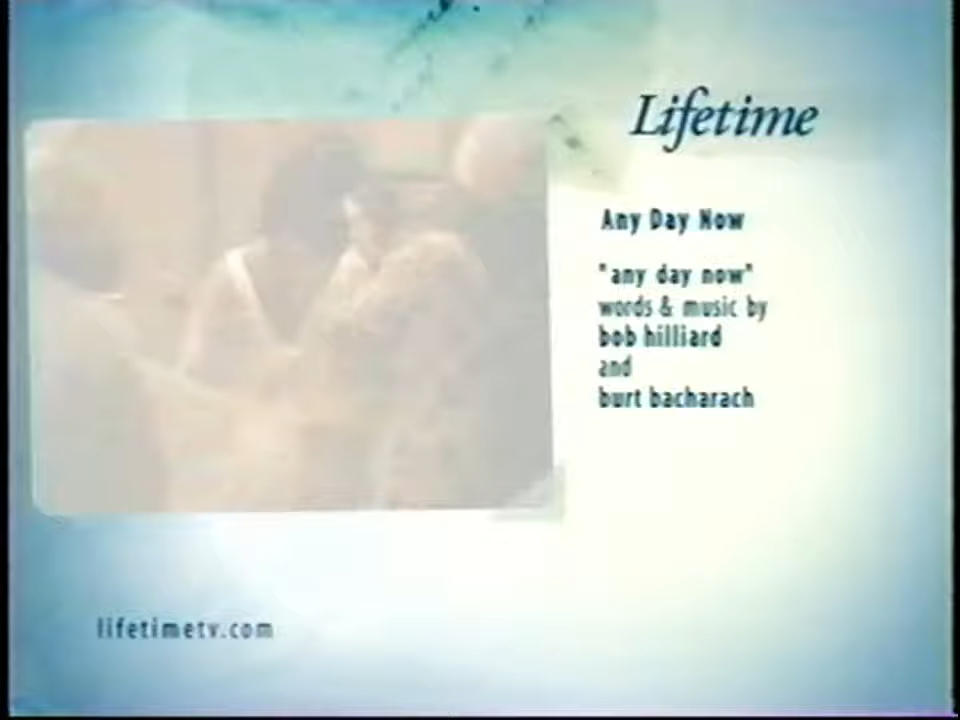 Lifetime
Any Day Now
"any day now"
words & music by
bob hilliard
and
burt bacharach
lifetimetv.com